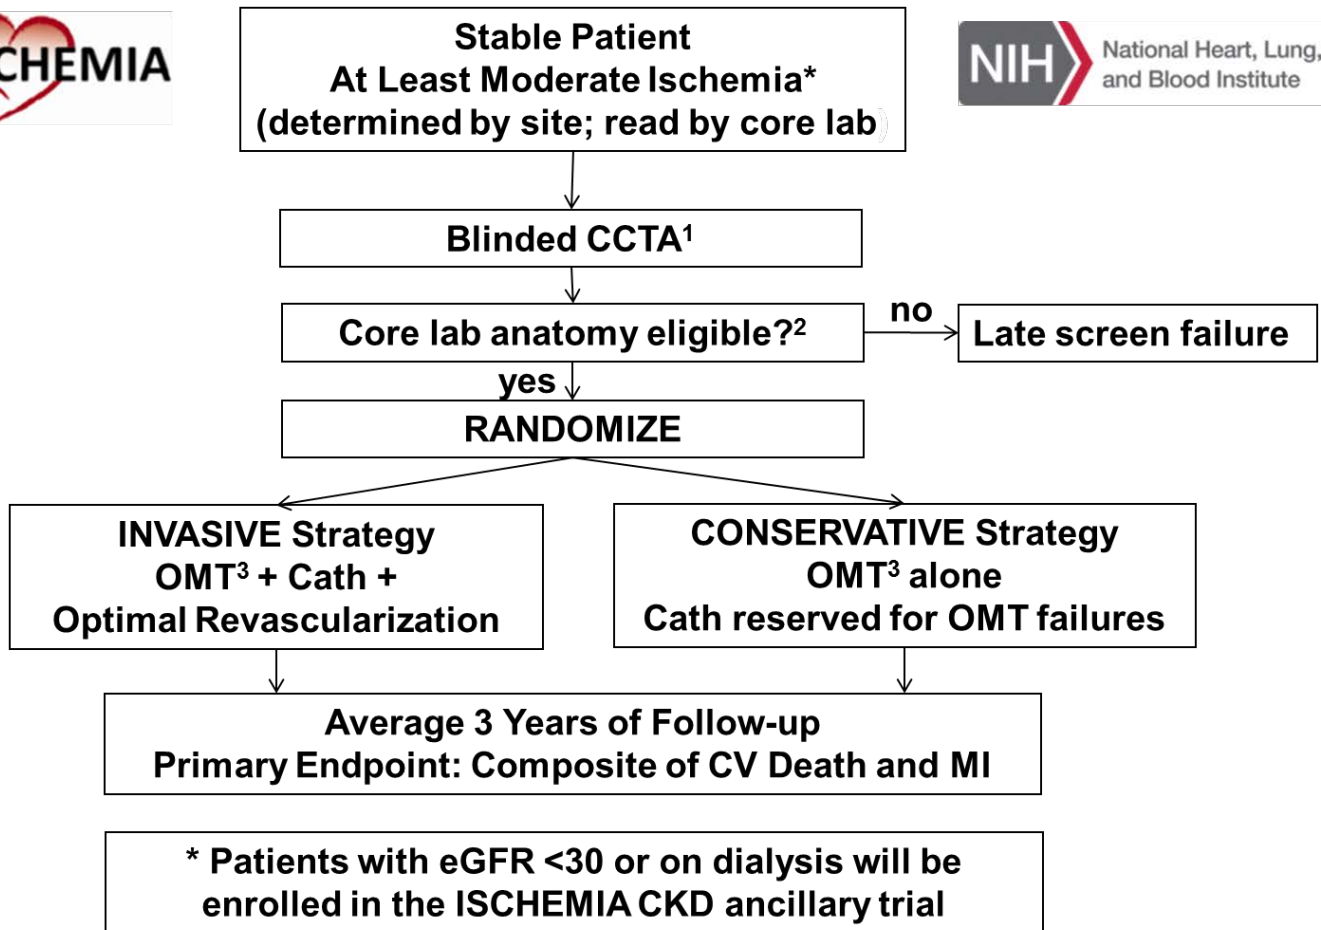 CHEMIA
Stable Patient
At Least Moderate Ischemia*
(determined by site; read by core lab)
NIH
National Heart, Lung,
and Blood Institute
Blinded CCTA¹
Core lab anatomy eligible?²
no
Late screen failure
yes
RANDOMIZE
INVASIVE Strategy
OMT³ + Cath +
Optimal Revascularization
CONSERVATIVE Strategy
OMT³ alone
Cath reserved for OMT failures
Average 3 Years of Follow-up
Primary Endpoint: Composite of CV Death and MI
* Patients with eGFR <30 or on dialysis will be
enrolled in the ISCHEMIA CKD ancillary trial